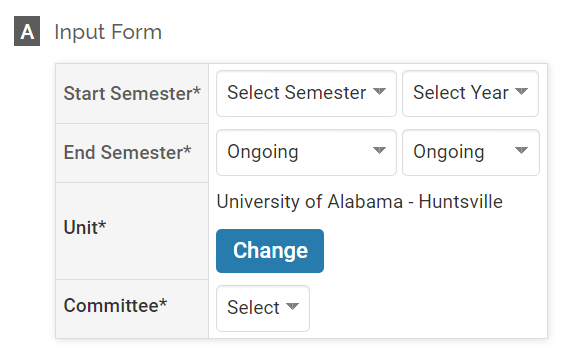 A Input Form
Start Semester* Select Semester Select Year
End Semester* Ongoing Ongoing
University of Alabama - Huntsville
Unit*
Change
Committee* Select